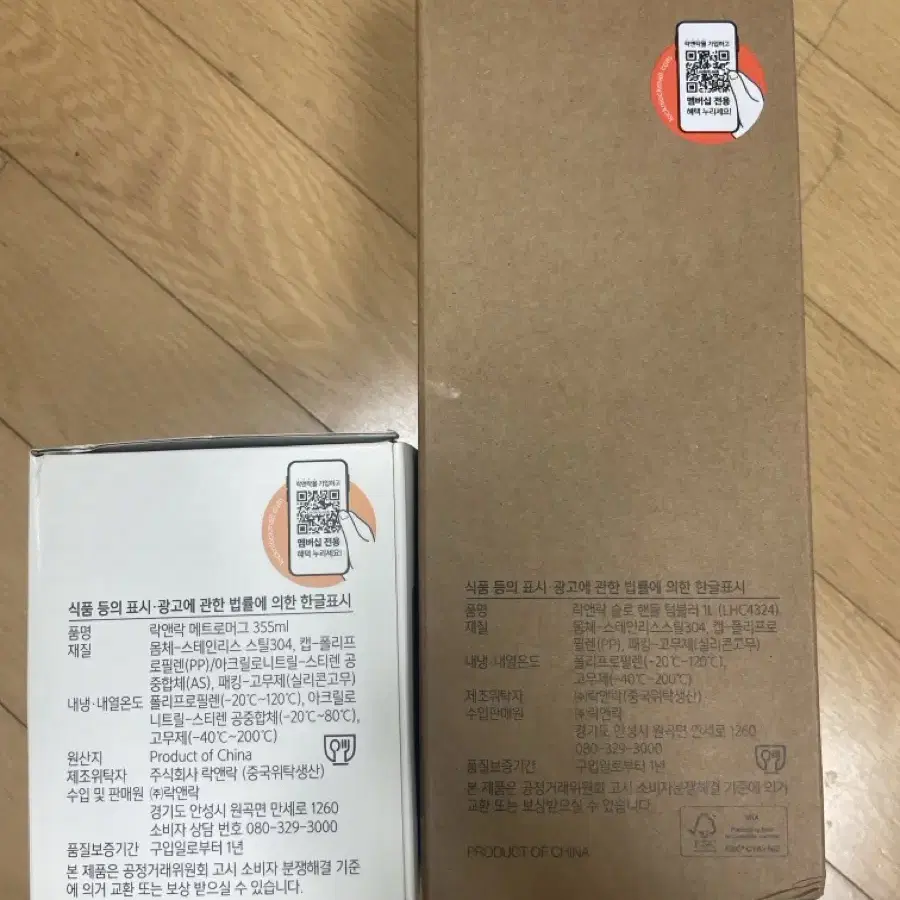 락앤락몰 가입하고
멤버십 전용
혜택 누리세요!
locknlockmall.com
식품 등의 표시·광고에 관한 법률에 의한 한글표시
품명 락앤락 메트로머그 355ml
재질 몸체-스테인리스 스틸304, 캡-폴리프
로필렌(PP)/아크릴로니트릴-스티렌 공
중합체(AS), 패킹-고무제(실리콘고무)
내냉·내열온도 폴리프로필렌(-20℃~120℃), 아크릴로
니트릴-스티렌 공중합체(-20℃~80℃),
고무제(-40℃~200℃)
원산지 Product of China
제조위탁자 주식회사 락앤락 (중국위탁생산)
수입 및 판매원 ㈜락앤락
경기도 안성시 원곡면 만세로 1260
소비자 상담 번호 080-329-3000
품질보증기간 구입일로부터 1년
본 제품은 공정거래위원회 고시 소비자 분쟁해결 기준
에 의거 교환 또는 보상 받으실 수 있습니다.
락앤락몰 가입하고
멤버십 전용
혜택 누리세요!
locknlockmall.com
식품 등의 표시·광고에 관한 법률에 의한 한글표시
품명 락앤락 슬로 핸들 텀블러 1L (LHC4324)
재질 몸체-스테인리스스틸304, 캡-폴리프로
필렌(PP), 패킹-고무제(실리콘고무)
내냉·내열온도 폴리프로필렌(-20℃~120℃),
고무제(-40℃~200℃)
제조위탁자 ㈜락앤락(중국위탁생산)
수입판매원 ㈜락앤락
경기도 안성시 원곡면 만세로 1260
080-329-3000
품질보증기간 구입일로부터 1년
본 제품은 공정거래위원회 고시 소비자분쟁해결 기준에 의거
교환 또는 보상받으실 수 있습니다.
PRODUCT OF CHINA
FSC
MIX